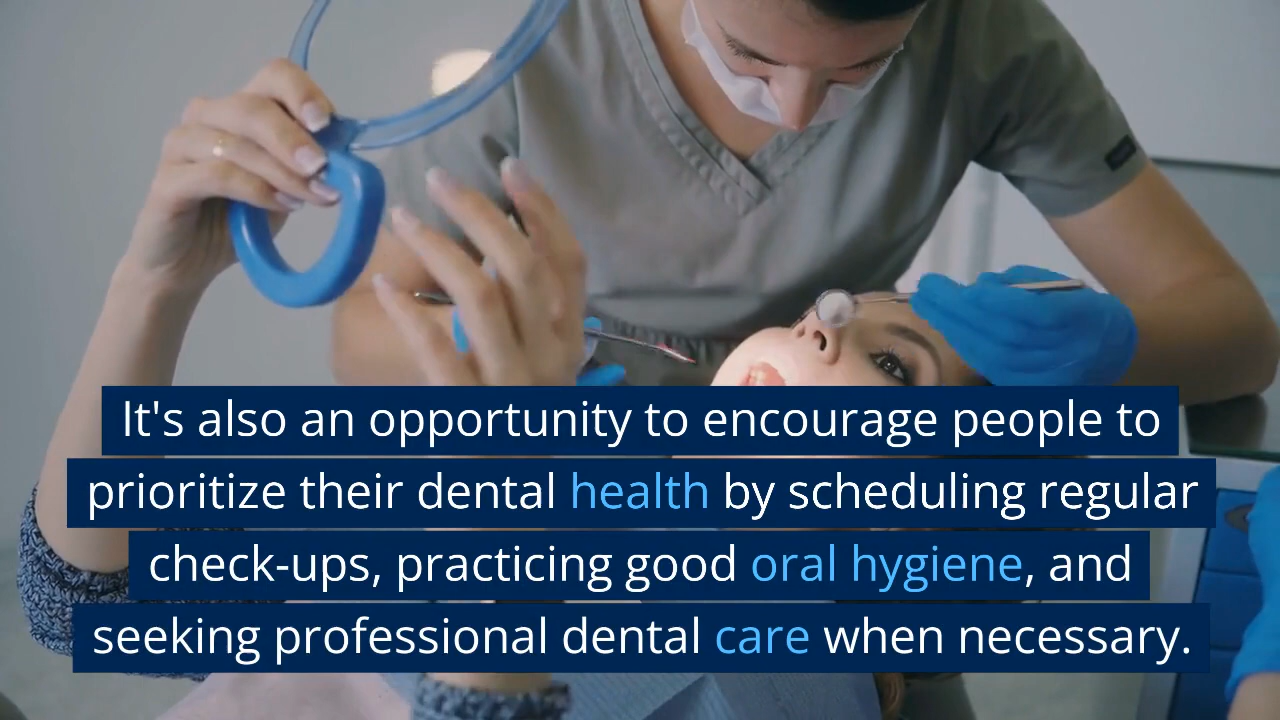 It's also an opportunity to encourage people to
prioritize their dental health by scheduling regular
check-ups, practicing good oral hygiene, and
seeking professional dental care when necessary.